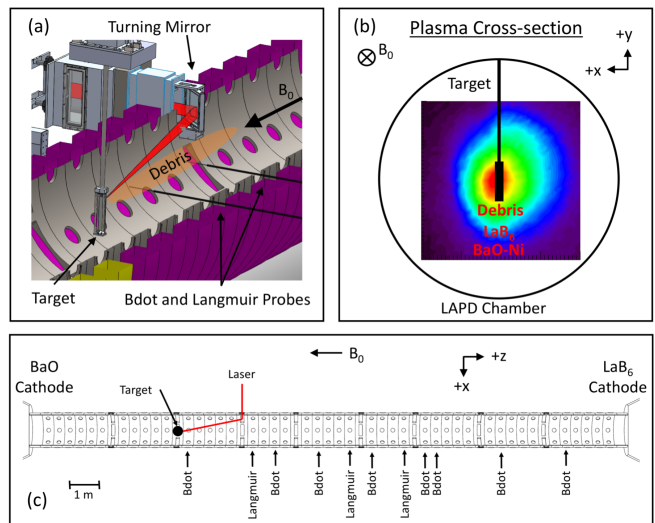 (a)
Turning Mirror
B0
Debris
Target
Bdot and Langmuir Probes
(b)
Plasma Cross-section
B0
+y
+x
Target
Debris
LaB6
BaO-Ni
LAPD Chamber
BaO
Cathode
B0
+z
+x
LaB6
Cathode
Target
Laser
1 m
Bdot
Langmuir
Bdot
Bdot
Langmuir
Bdot
Langmuir
Bdot
Bdot
Bdot
Bdot
(c)